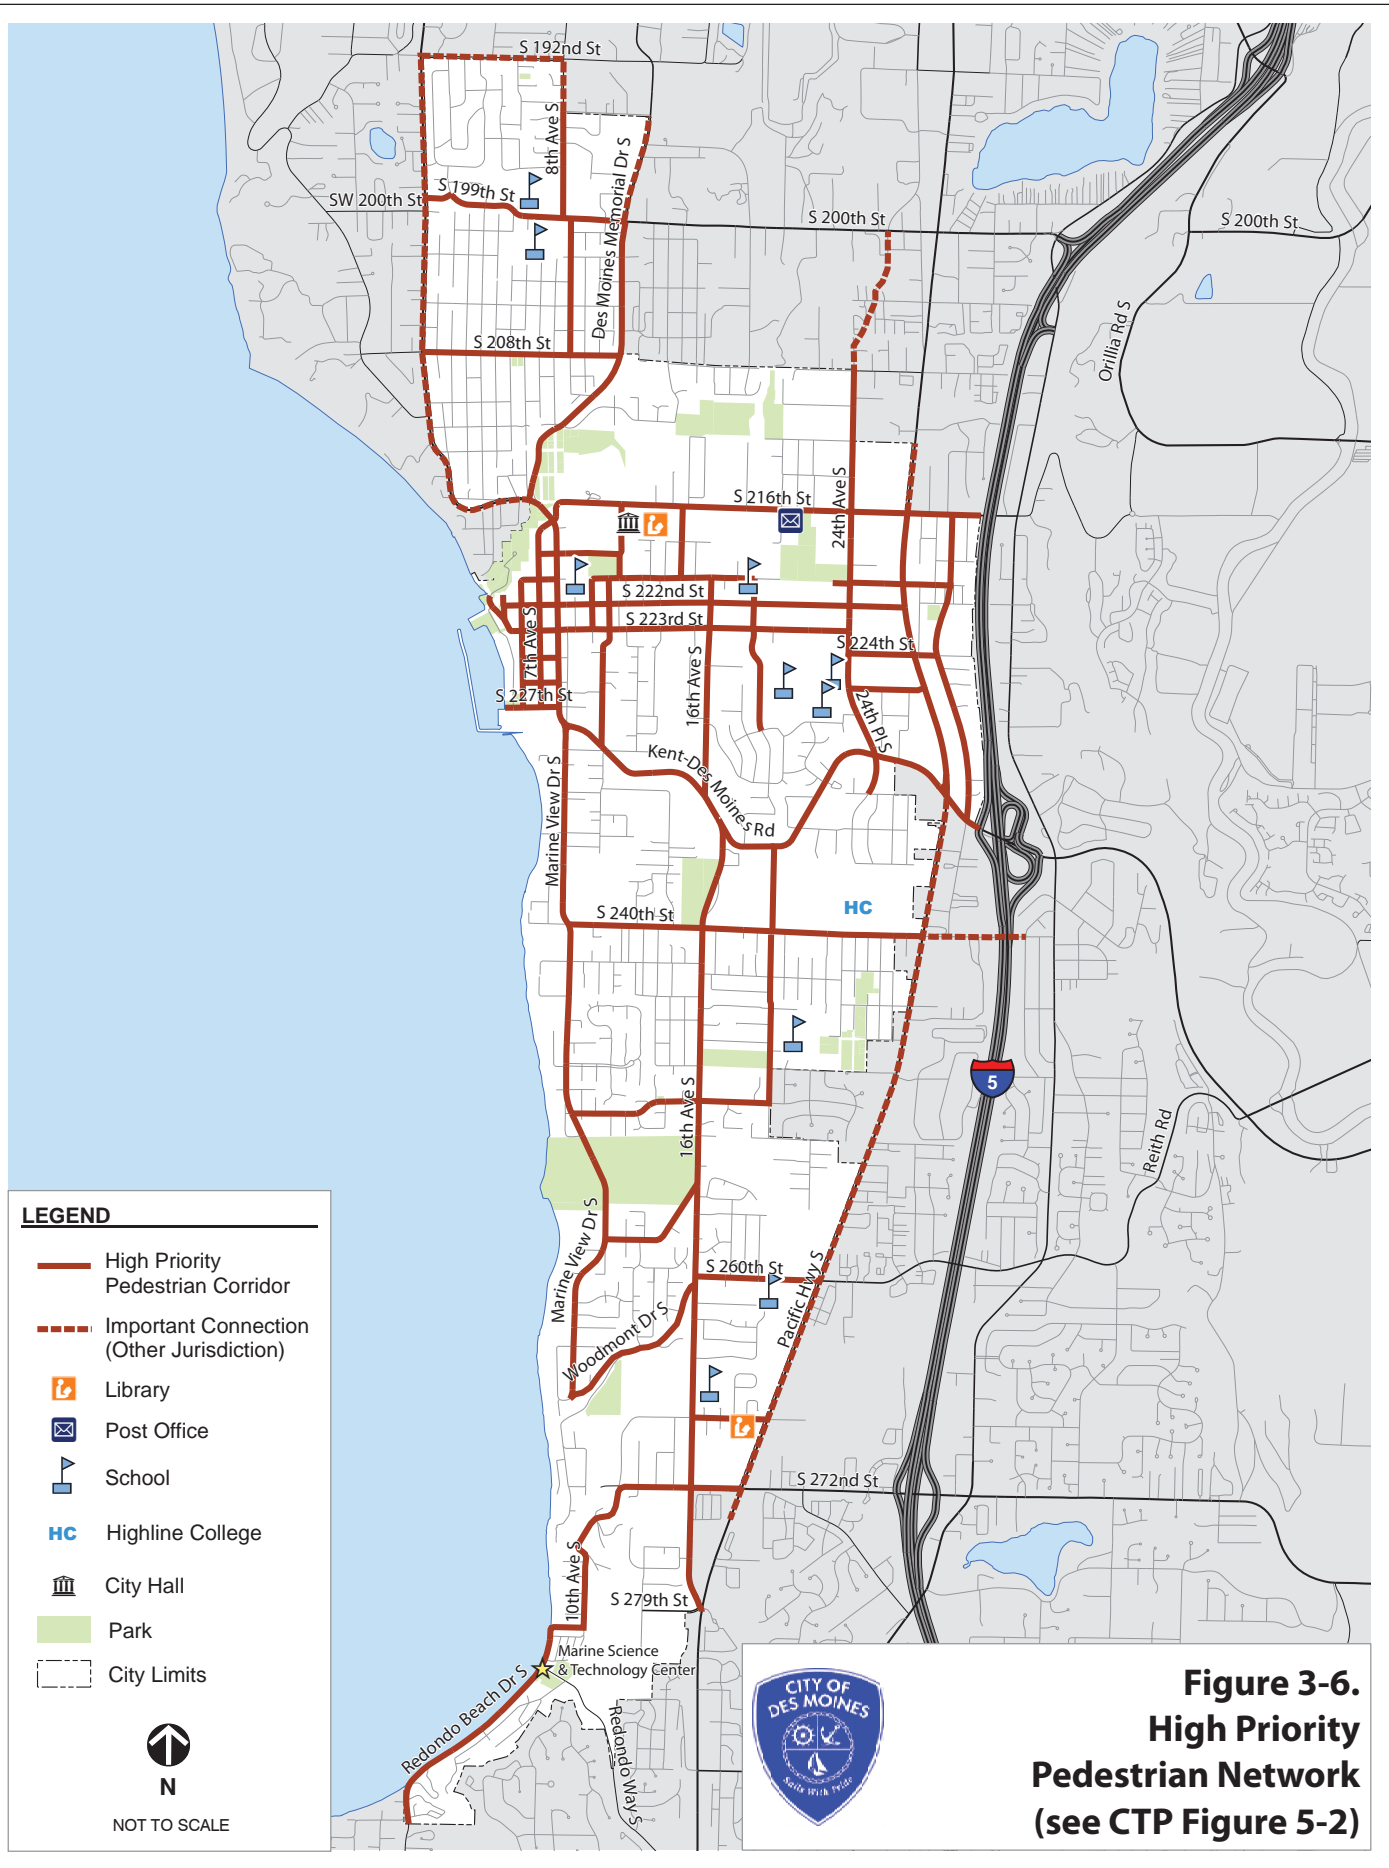 S 192nd St
8th Ave S
Des Moines Memorial Dr S
S 199th St
SW 200th St
S 200th St
S 200th St
Orillia Rd S
S 208th St
24th Ave S
S 216th St
S 222nd St
S 223rd St
7th Ave S
S 224th St
16th Ave S
S 227th St
24th Pl S
Kent-Des Moines Rd
Marine View Dr S
HC
S 240th St
5
16th Ave S
Reith Rd
Marine View Dr S
S 260th St
Pacific Hwy S
Woodmont Dr S
S 272nd St
10th Ave S
S 279th St
Marine Science
& Technology Center
Redondo Beach Dr S
Redondo Way S
LEGEND
High Priority
Pedestrian Corridor
Important Connection
(Other Jurisdiction)
Library
Post Office
School
HC Highline College
City Hall
Park
City Limits
N
NOT TO SCALE
CITY OF
DES MOINES
Sails With Pride
Figure 3-6.
High Priority
Pedestrian Network
(see CTP Figure 5-2)